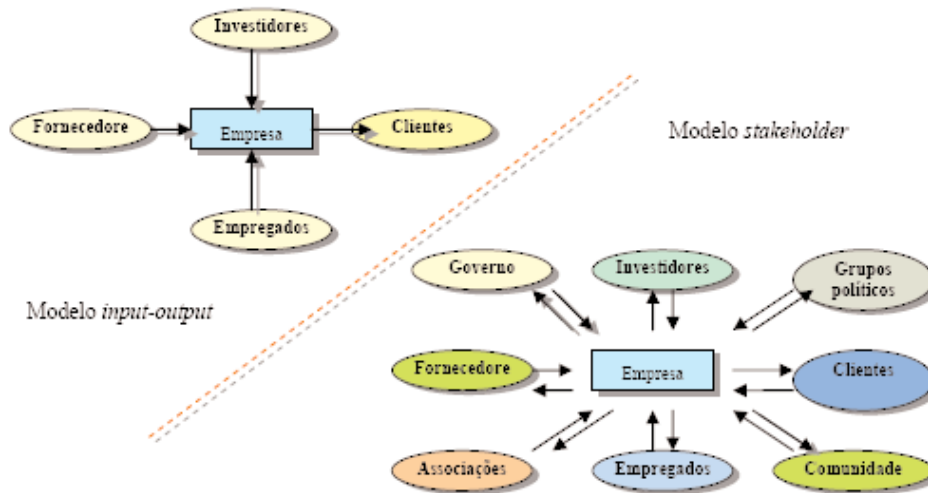 Investidores
Fornecedore
Empresa
Clientes
Empregados
Modelo input-output
Modelo stakeholder
Governo
Investidores
Grupos
políticos
Fornecedore
Empresa
Clientes
Associações
Empregados
Comunidade